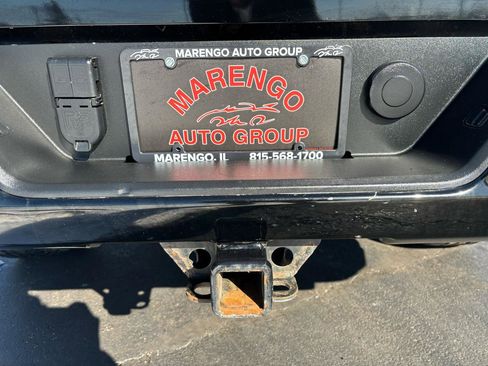 MARENGO AUTO GROUP
MARENGO
AUTO GROUP
MARENGO, IL 815-568-1700